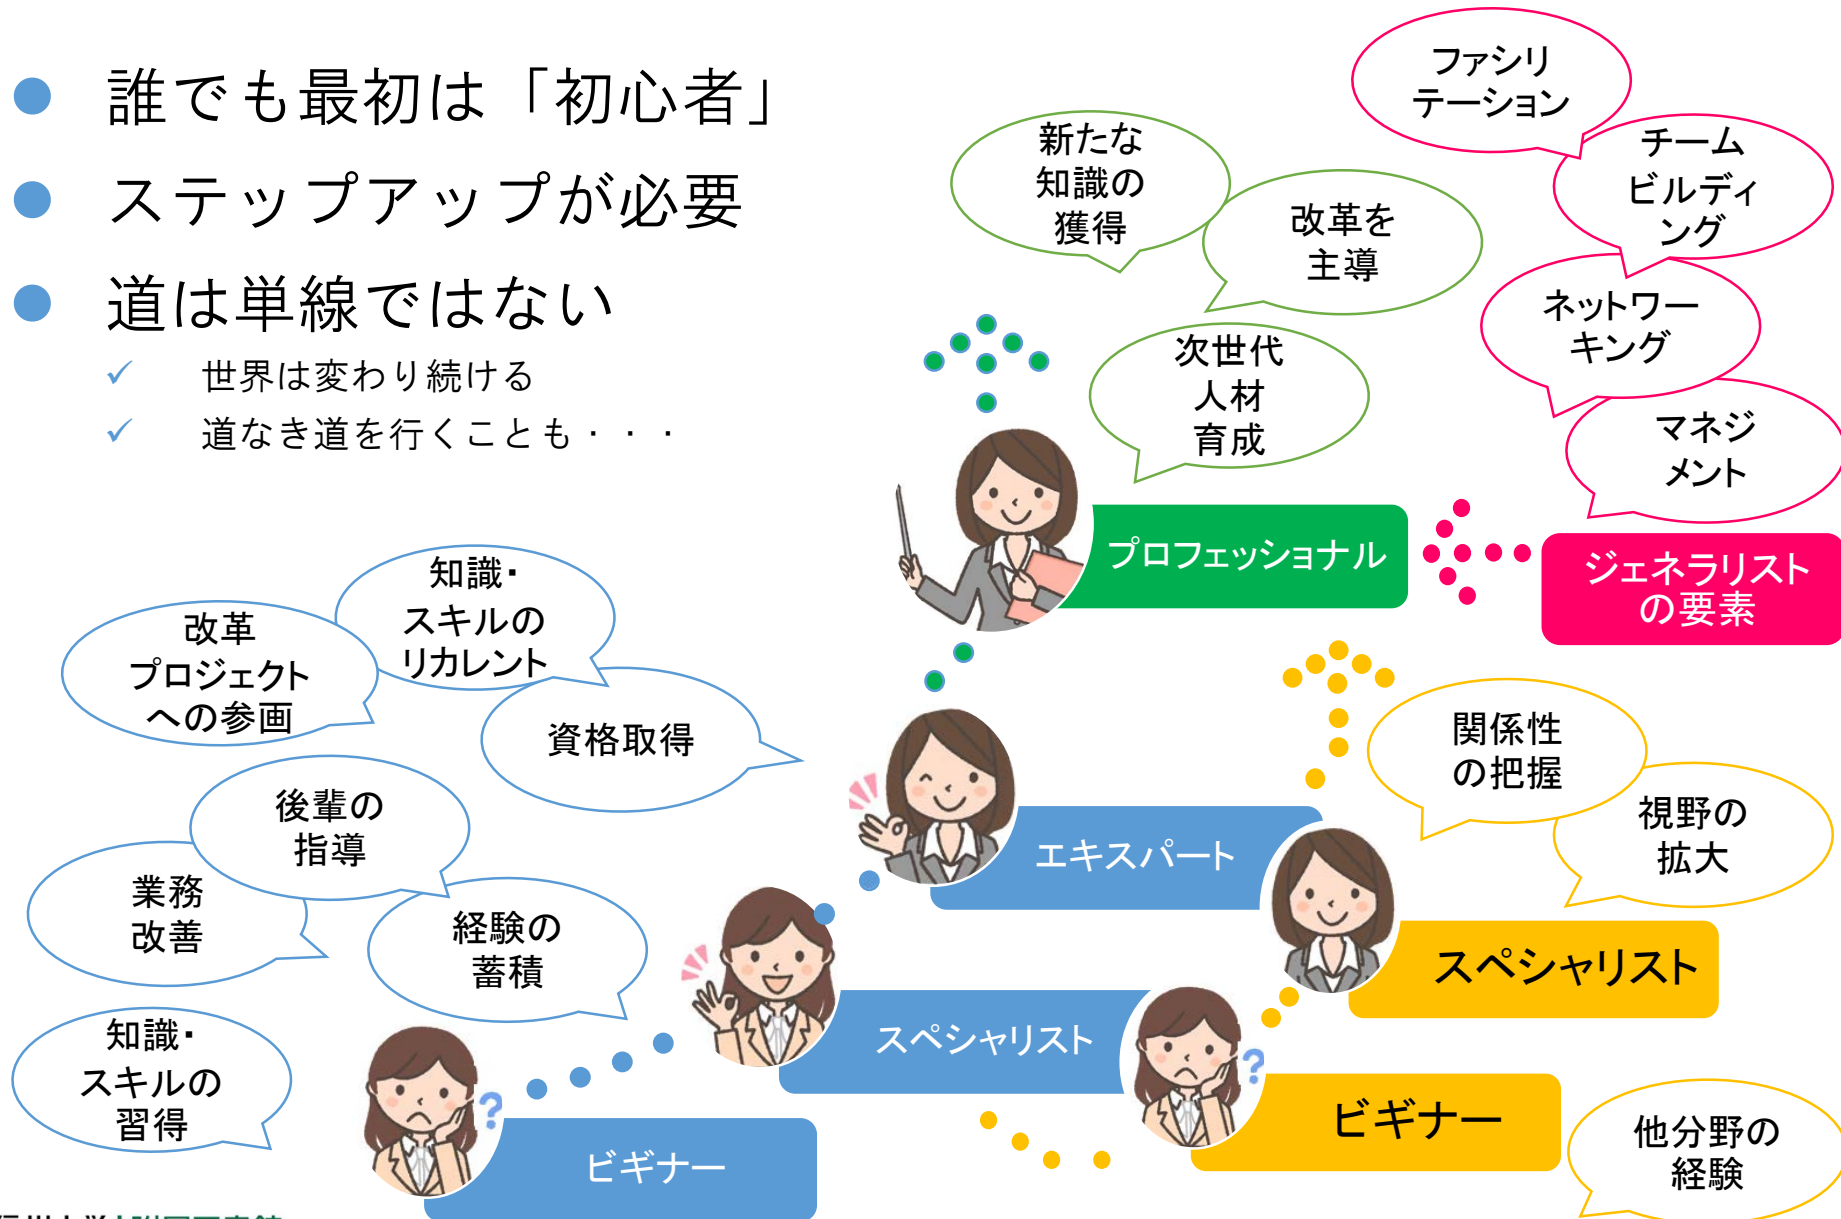 誰でも最初は「初心者」
ステップアップが必要
道は単線ではない
世界は変わり続ける
道なき道を行くことも・・・
ファシリ
テーション
チーム
ビルディ
ング
ネットワー
キング
マネジ
メント
新たな
知識の
獲得
改革を
主導
次世代
人材
育成
プロフェッショナル
ジェネラリスト
の要素
知識・
スキルの
リカレント
改革
プロジェクト
への参画
資格取得
後輩の
指導
業務
改善
経験の
蓄積
知識・
スキルの
習得
エキスパート
関係性
の把握
視野の
拡大
スペシャリスト
スペシャリスト
ビギナー
ビギナー
他分野の
経験